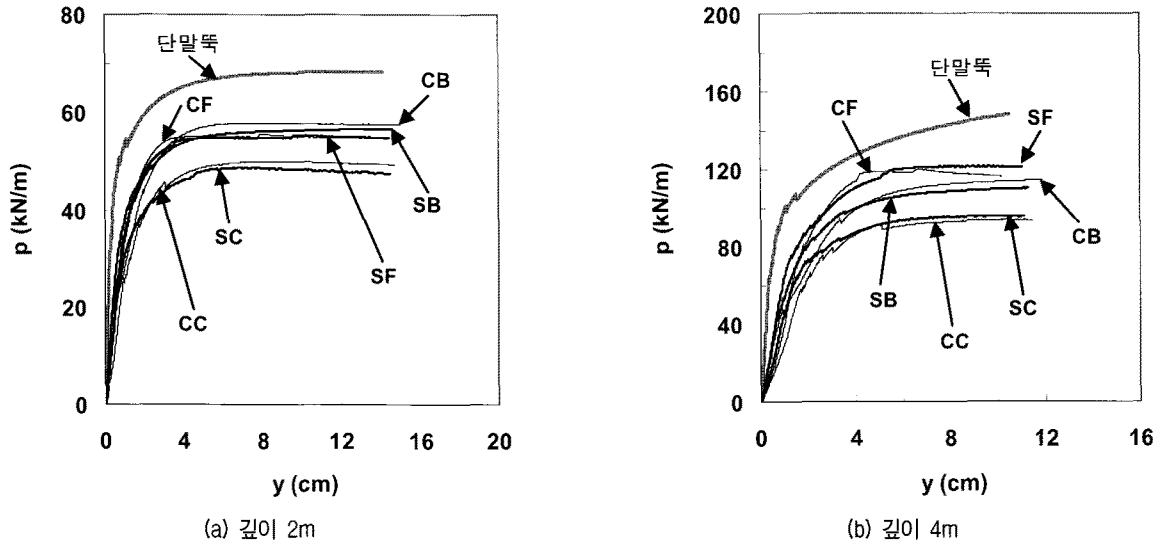 80
60
40
20
0
p (kN/m)
단말뚝
CF
CB
SB
SC
SF
CC
0 4 8 12 16 20
y (cm)
(a) 깊이 2m
200
160
120
80
40
0
p (kN/m)
단말뚝
CF
SF
CB
SB
SC
CC
0 4 8 12 16
y (cm)
(b) 깊이 4m